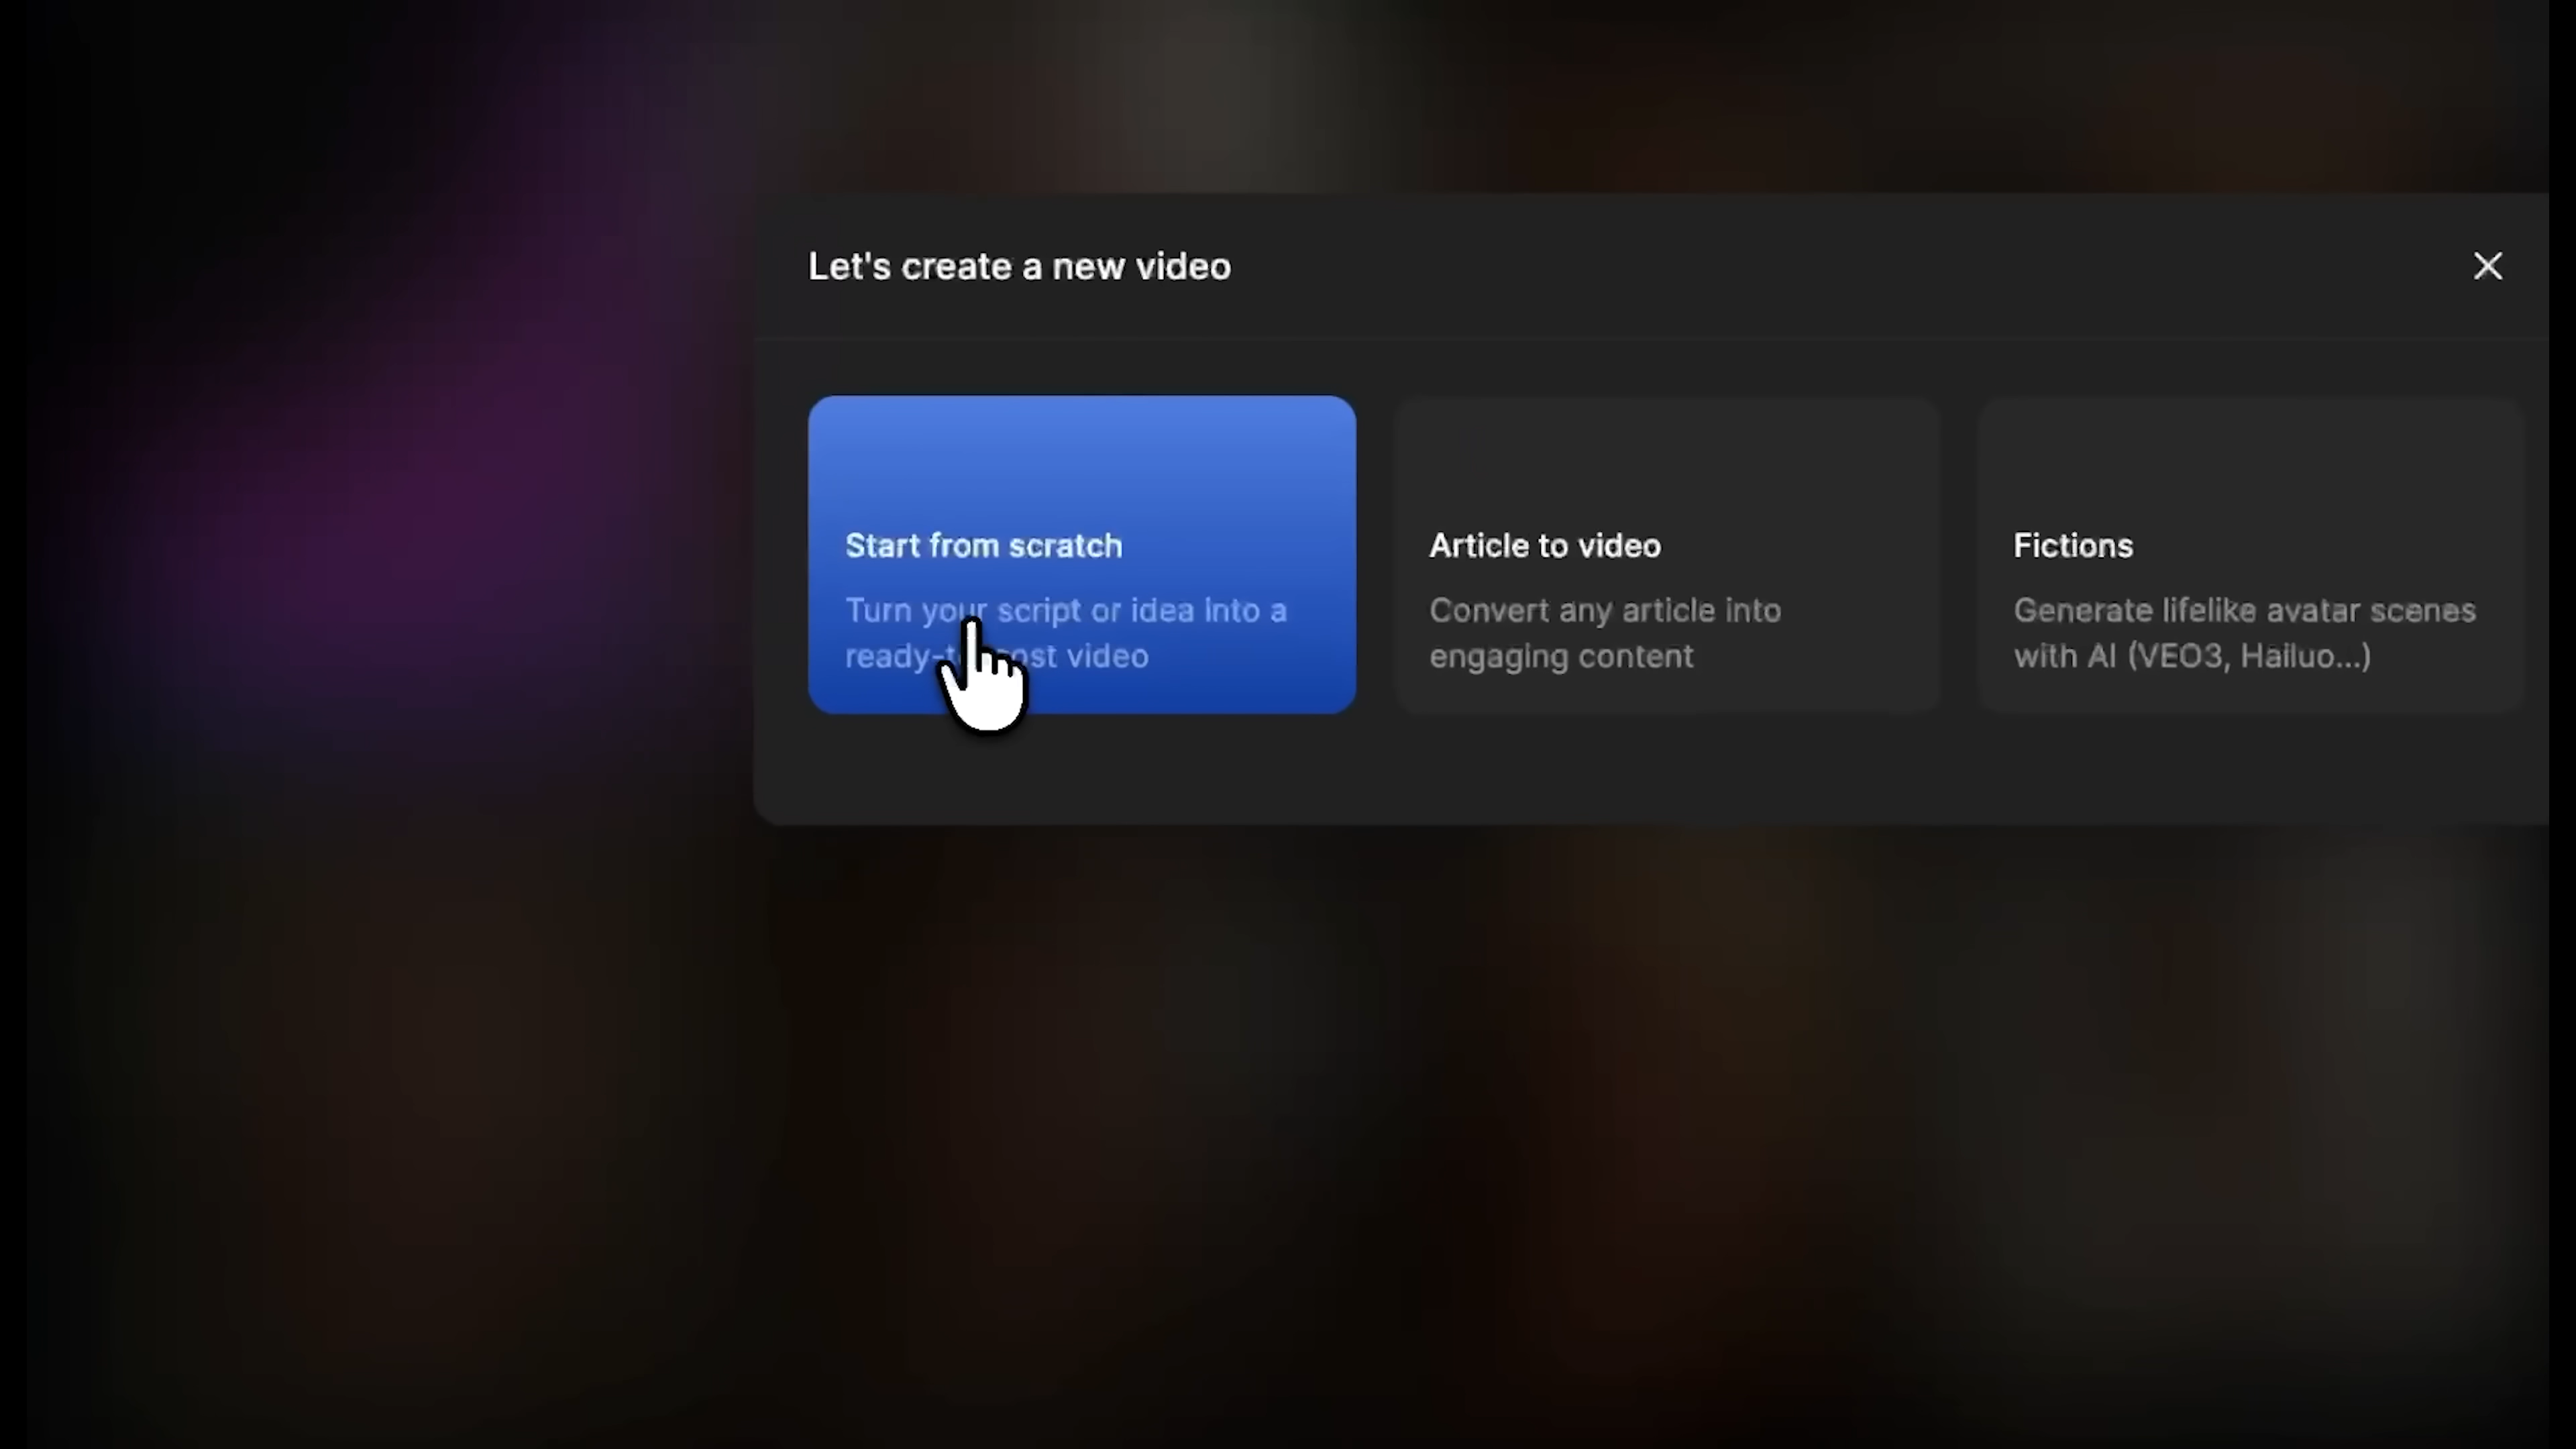 Let's create a new video
Start from scratch
Turn your script or idea into a
ready-t post video
Article to video
Convert any article into
engaging content
Fictions
Generate lifelike avatar scenes
with AI (VEO3, Hailuo...)